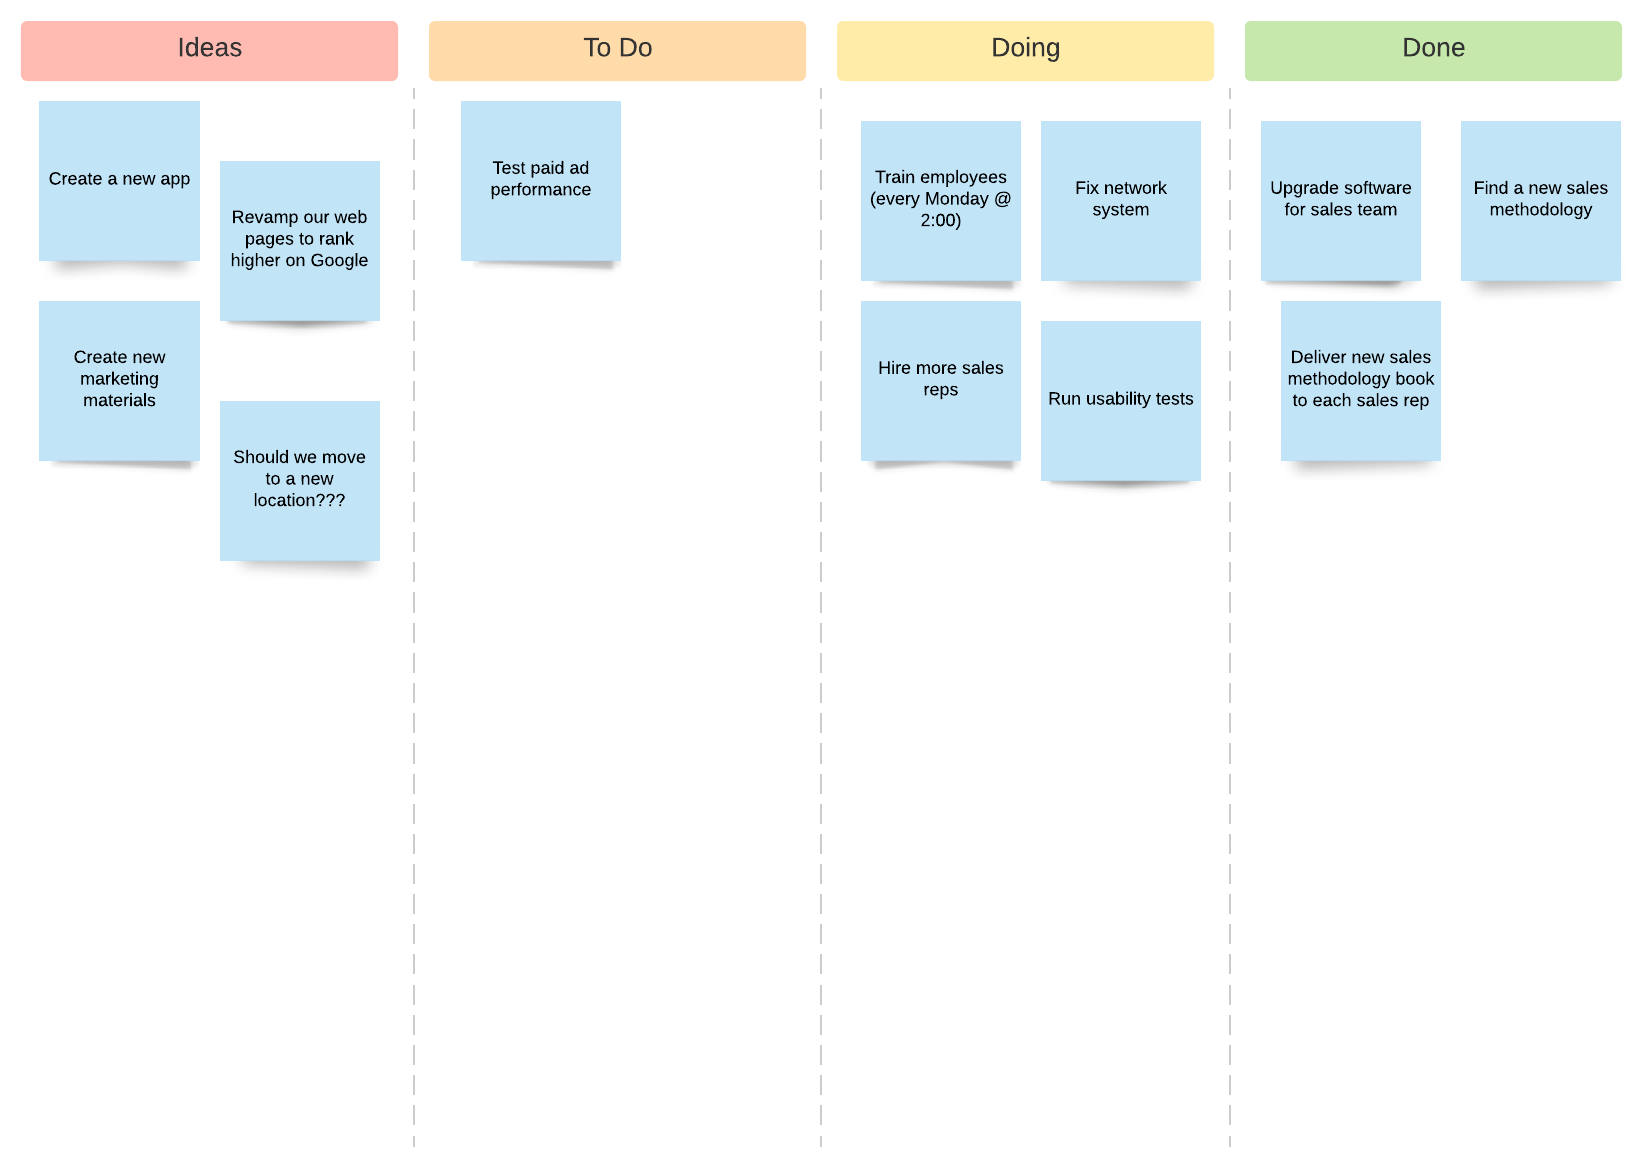 Ideas
To Do
Doing
Done
Create a new app
Revamp our web
pages to rank
higher on Google
Create new
marketing
materials
Should we move
to a new
location???
Test paid ad
performance
Train employees
(every Monday @
2:00)
Fix network
system
Hire more sales
reps
Run usability tests
Upgrade software
for sales team
Find a new sales
methodology
Deliver new sales
methodology book
to each sales rep